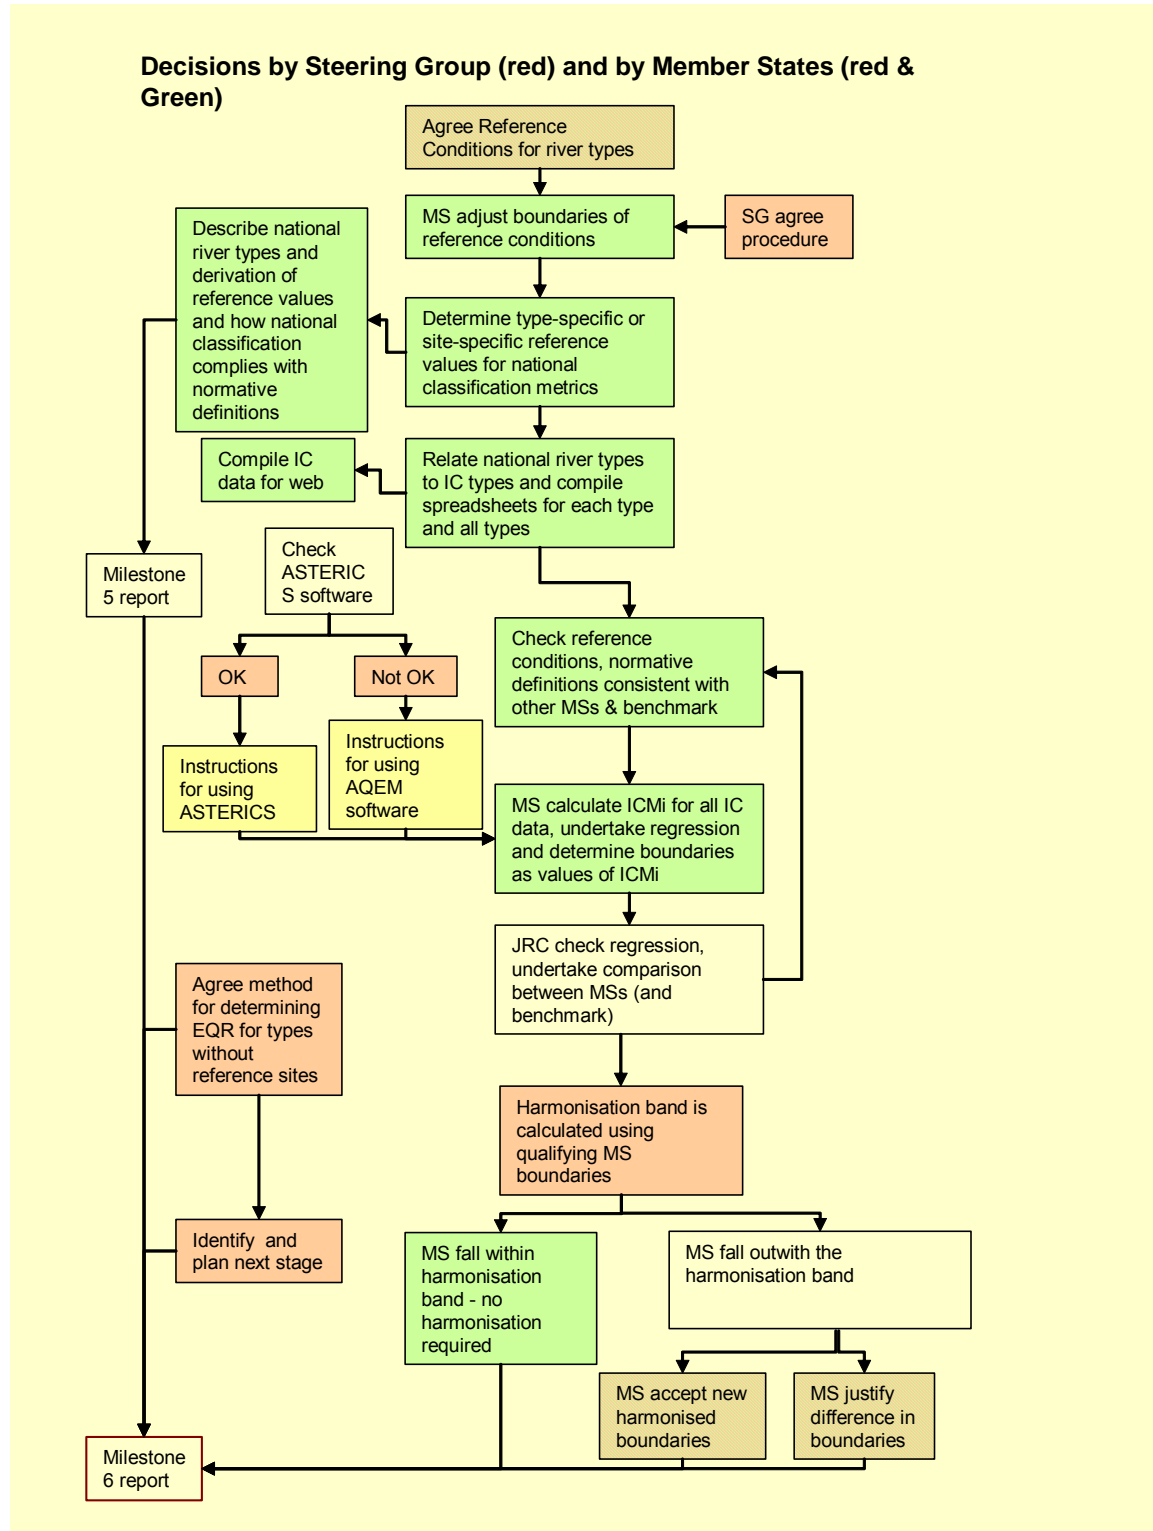 Decisions by Steering Group (red) and by Member States (red &
Green)
Agree Reference
Conditions for river types
MS adjust boundaries of
reference conditions
SG agree
procedure
Describe national
river types and
derivation of
reference values
and how national
classification
complies with
normative
definitions
Determine type-specific or
site-specific reference
values for national
classification metrics
Compile IC
data for web
Relate national river types
to IC types and compile
spreadsheets for each type
and all types
Check
ASTERIC
S software
Milestone
5 report
OK
Not OK
Check reference
conditions, normative
definitions consistent with
other MSs & benchmark
Instructions
for using
ASTERICS
Instructions
for using
AQEM
software
MS calculate ICMi for all IC
data, undertake regression
and determine boundaries
as values of ICMi
JRC check regression,
undertake comparison
between MSs (and
benchmark)
Agree method
for determining
EQR for types
without
reference sites
Harmonisation band is
calculated using
qualifying MS
boundaries
Identify and
plan next stage
MS fall within
harmonisation
band - no
harmonisation
required
MS fall outwith the
harmonisation band
MS accept new
harmonised
boundaries
MS justify
difference in
boundaries
Milestone
6 report